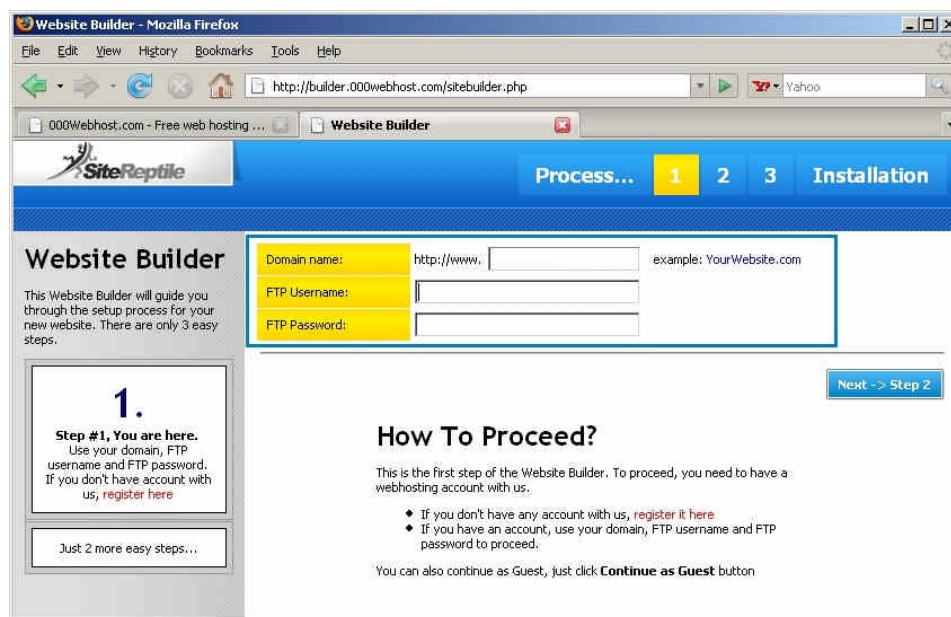 Website Builder - Mozilla Firefox
File Edit View History Bookmarks Tools Help
http://builder.000webhost.com/sitebuilder.php
Yahoo
000Webhost.com - Free web hosting ...
Website Builder
SiteReptile
Process... 1 2 3 Installation
Website Builder
This Website Builder will guide you
through the setup process for your
new website. There are only 3 easy
steps.
1.
Step #1, You are here.
Use your domain, FTP
username and FTP password.
If you don't have account with
us, register here
Just 2 more easy steps...
Domain name: http://www. example: YourWebsite.com
FTP Username:
FTP Password:
Next -> Step 2
How To Proceed?
This is the first step of the Website Builder. To proceed, you need to have a
webhosting account with us.
If you don't have any account with us, register it here
If you have an account, use your domain, FTP username and FTP
password to proceed.
You can also continue as Guest, just click Continue as Guest button